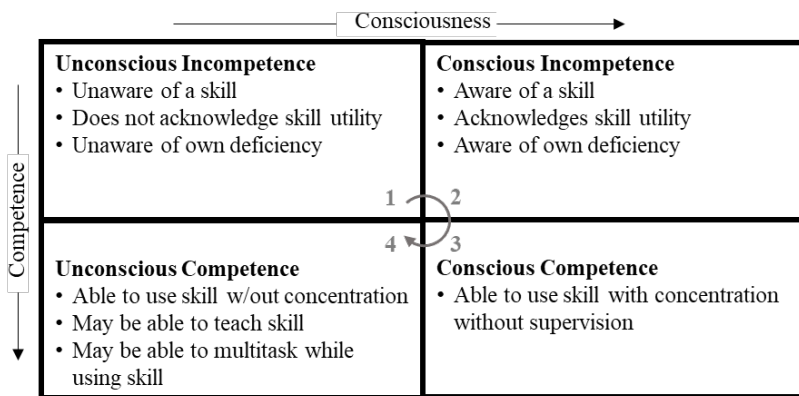 Consciousness
Competence
Unconscious Incompetence
• Unaware of a skill
• Does not acknowledge skill utility
• Unaware of own deficiency
Conscious Incompetence
• Aware of a skill
• Acknowledges skill utility
• Aware of own deficiency
1
2
4
3
Unconscious Competence
• Able to use skill w/out concentration
• May be able to teach skill
• May be able to multitask while
using skill
Conscious Competence
• Able to use skill with concentration
without supervision